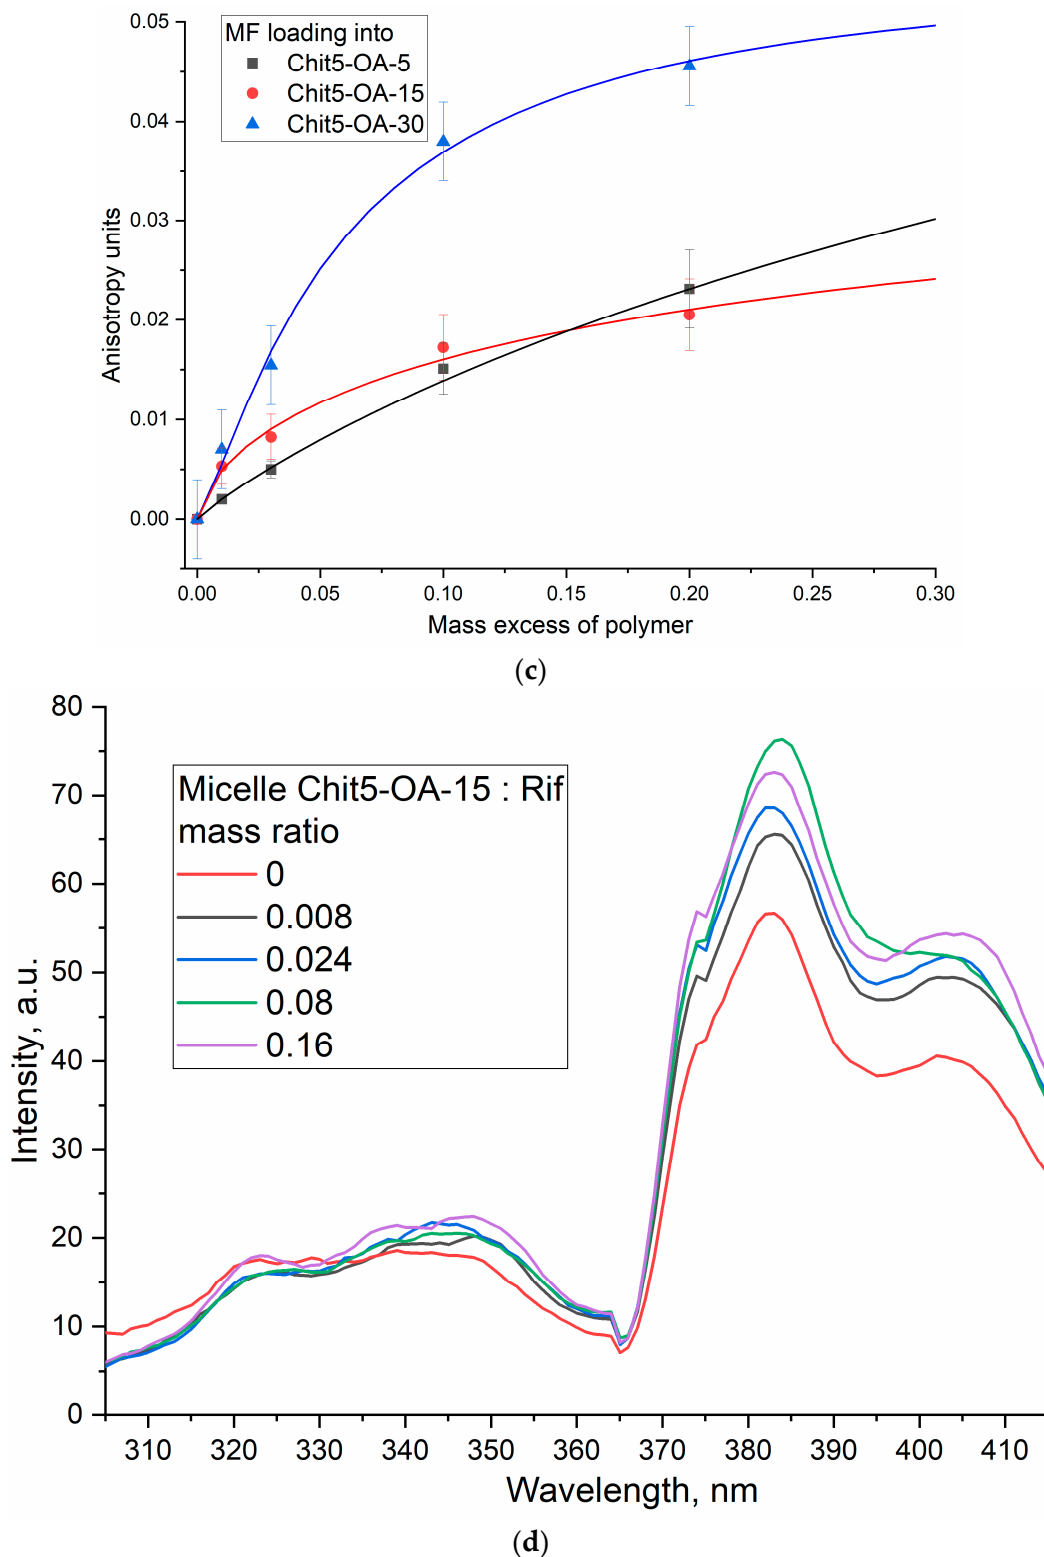 0.05
0.04
0.03
0.02
0.01
0.00
Anisotropy units
MF loading into
Chit5-OA-5
Chit5-OA-15
Chit5-OA-30
0.00 0.05 0.10 0.15 0.20 0.25 0.30
Mass excess of polymer
(c)
80
70
60
50
40
30
20
10
0
Intensity, a.u.
Micelle Chit5-OA-15 : Rif
mass ratio
0
0.008
0.024
0.08
0.16
310 320 330 340 350 360 370 380 390 400 410
Wavelength, nm
(d)